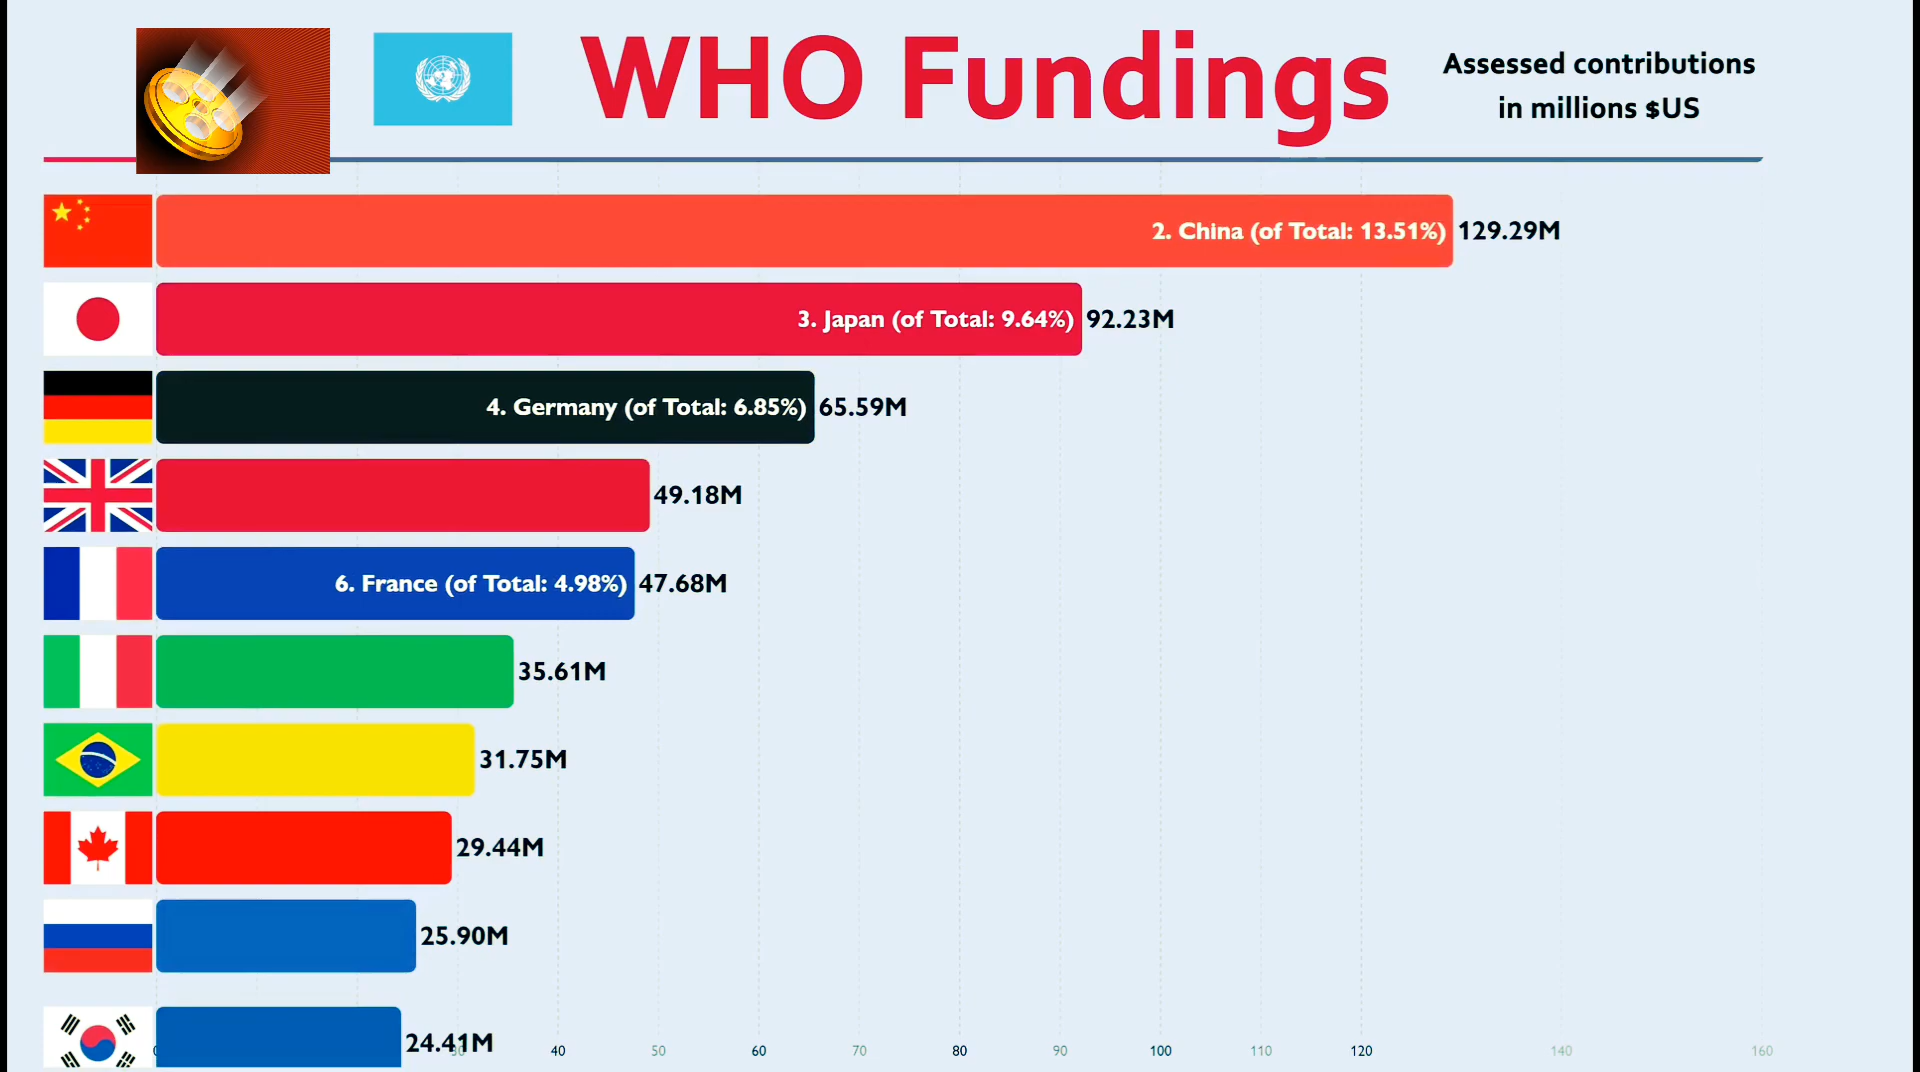 WHO Fundings
Assessed contributions
in millions $US
2. China (of Total: 13.51%) 129.29M
3. Japan (of Total: 9.64%) 92.23M
4. Germany (of Total: 6.85%) 65.59M
49.18M
6. France (of Total: 4.98%) 47.68M
35.61M
31.75M
29.44M
25.90M
24.41M
40 50 60 70 80 90 100 110 120 140 160